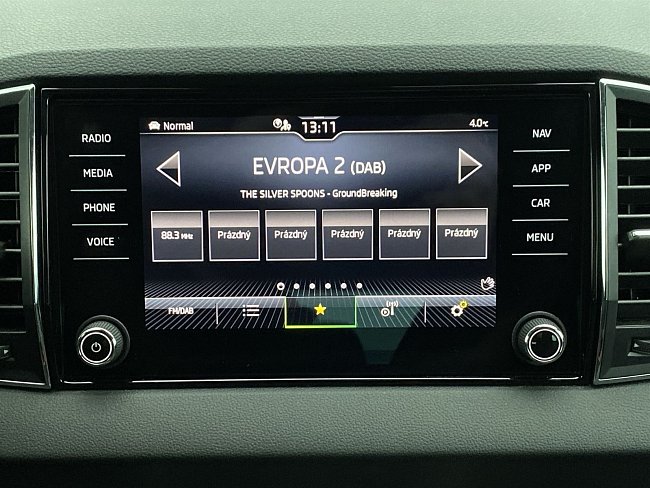 Normal
13:11
4.0°C
RADIO
MEDIA
PHONE
VOICE
NAV
APP
CAR
MENU
EVROPA 2 (DAB)
THE SILVER SPOONS - GroundBreaking
88.3 MHz
Prázdný
Prázdný
Prázdný
Prázdný
Prázdný
FM/DAB